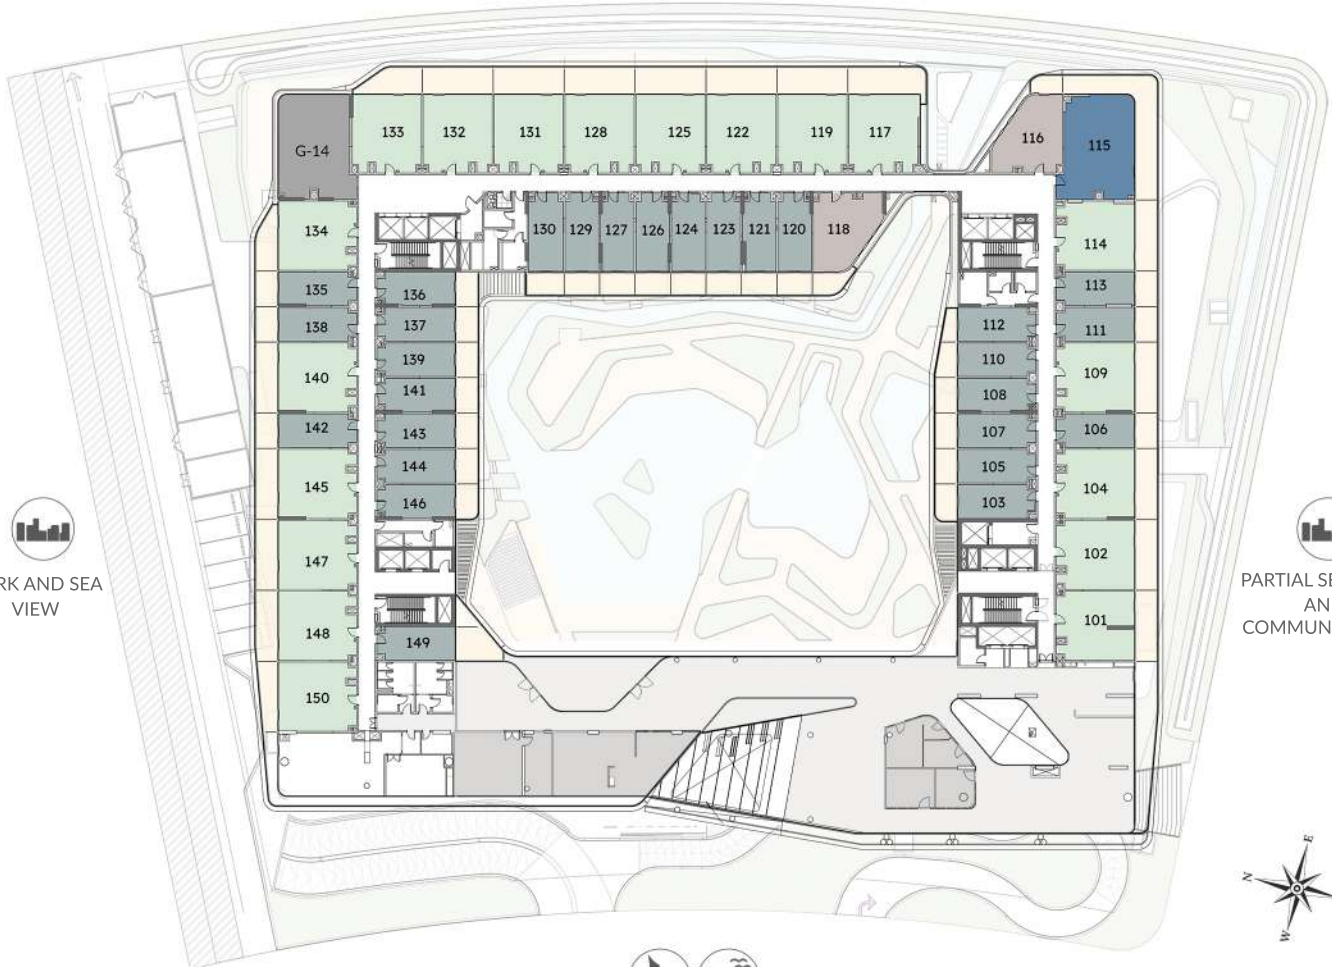 133 132 131 128 125 122 119 117 116 115
G-14
130 129 127 126 124 123 121 120 118
134 114
135 136 113
138 137 112 111
139 110
140 141 109
108
142 143 107 106
144 105
145 146 103 104
147 102
148 149 101
150
RK AND SEA
VIEW
PARTIAL SE
AN
COMMUN
E
N
W